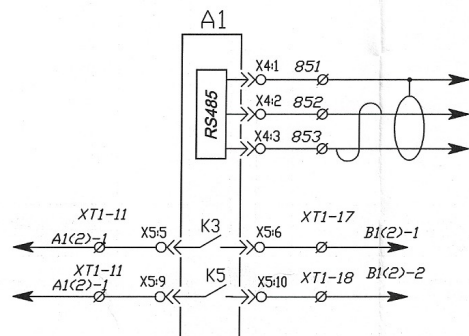 A1
X4:1 851
RS485
X4:2 852
X4:3 853
XT1-11 K3 XT1-17
A1(2)-1 X5:5 X5:6 B1(2)-1
XT1-11 K5 XT1-18
A1(2)-1 X5:9 X5:10 B1(2)-2